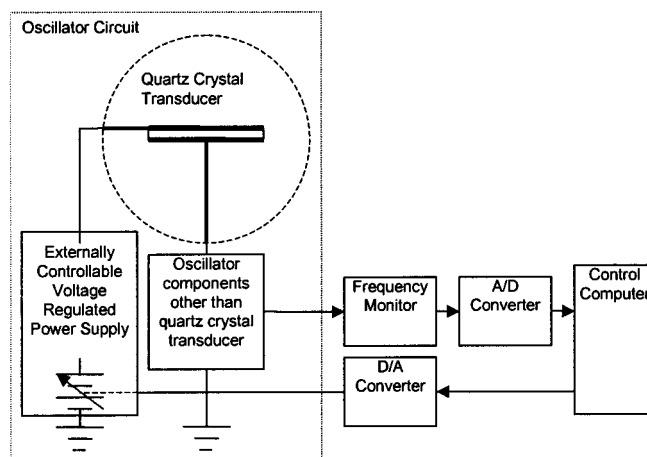 Oscillator Circuit
Quartz Crystal
Transducer
Externally
Controllable
Voltage
Regulated
Power Supply
Oscillator
components
other than
quartz crystal
transducer
Frequency
Monitor
A/D
Converter
Control
Computer
D/A
Converter